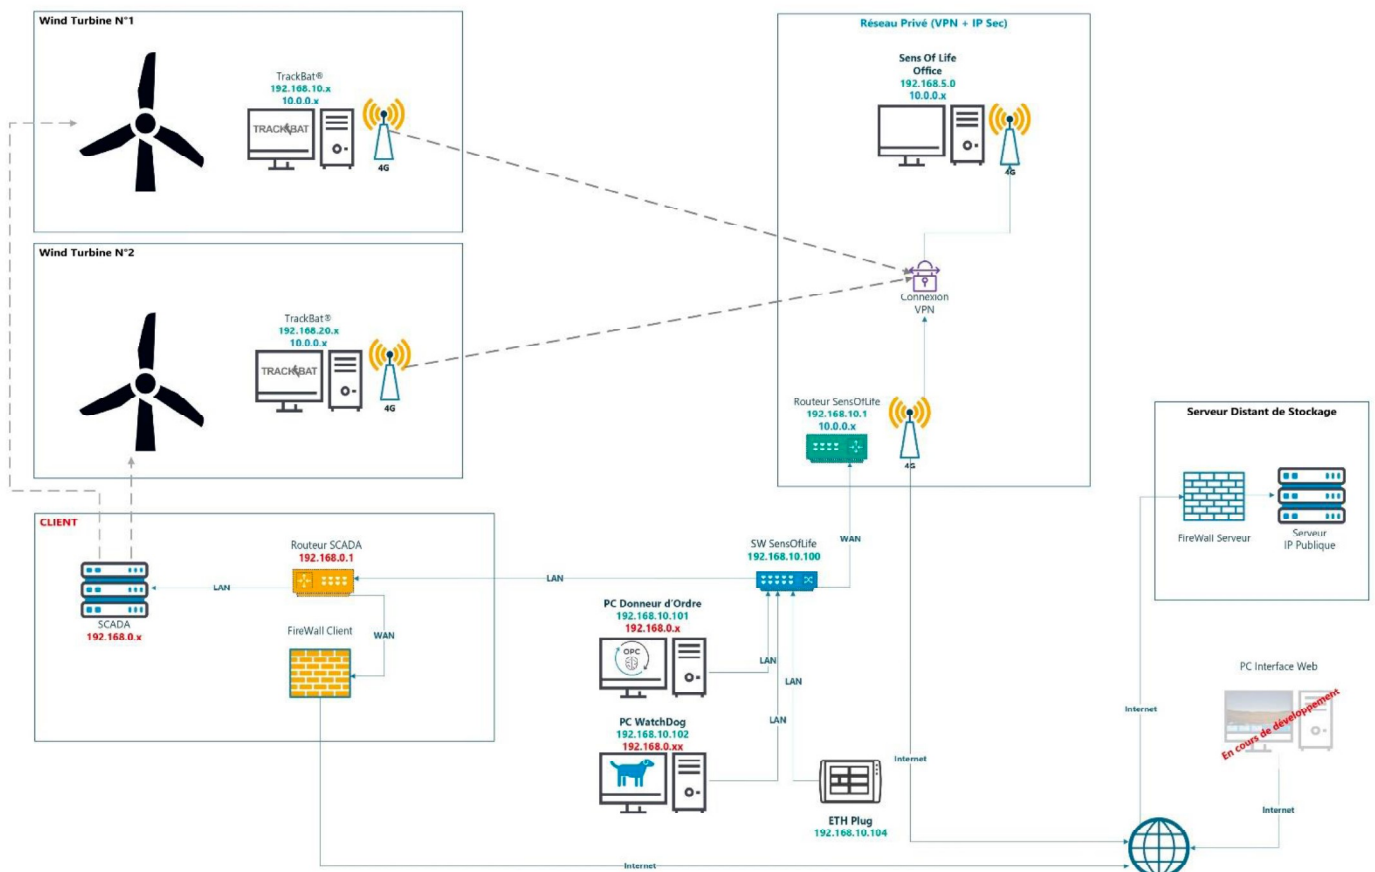 Wind Turbine N°1
TrackBat®
192.168.10.x
10.0.0.x
TRACKBAT
4G
Wind Turbine N°2
TrackBat®
192.168.20.x
10.0.0.x
TRACKBAT
4G
Réseau Privé (VPN + IP Sec)
Sens Of Life
Office
192.168.5.0
10.0.0.x
4G
Connexion
VPN
Routeur SensOfLife
192.168.10.1
10.0.0.x
4G
Serveur Distant de Stockage
FireWall Serveur
Serveur
IP Publique
CLIENT
Routeur SCADA
192.168.0.1
LAN
SCADA
192.168.0.x
FireWall Client
WAN
LAN
SW SensOfLife
192.168.10.100
WAN
PC Donneur d'Ordre
192.168.10.101
192.168.0.x
OPC
LAN
LAN
LAN
PC WatchDog
192.168.10.102
192.168.0.xx
ETH Plug
192.168.10.104
PC Interface Web
En cours de développement
Internet
Internet
Internet
Internet